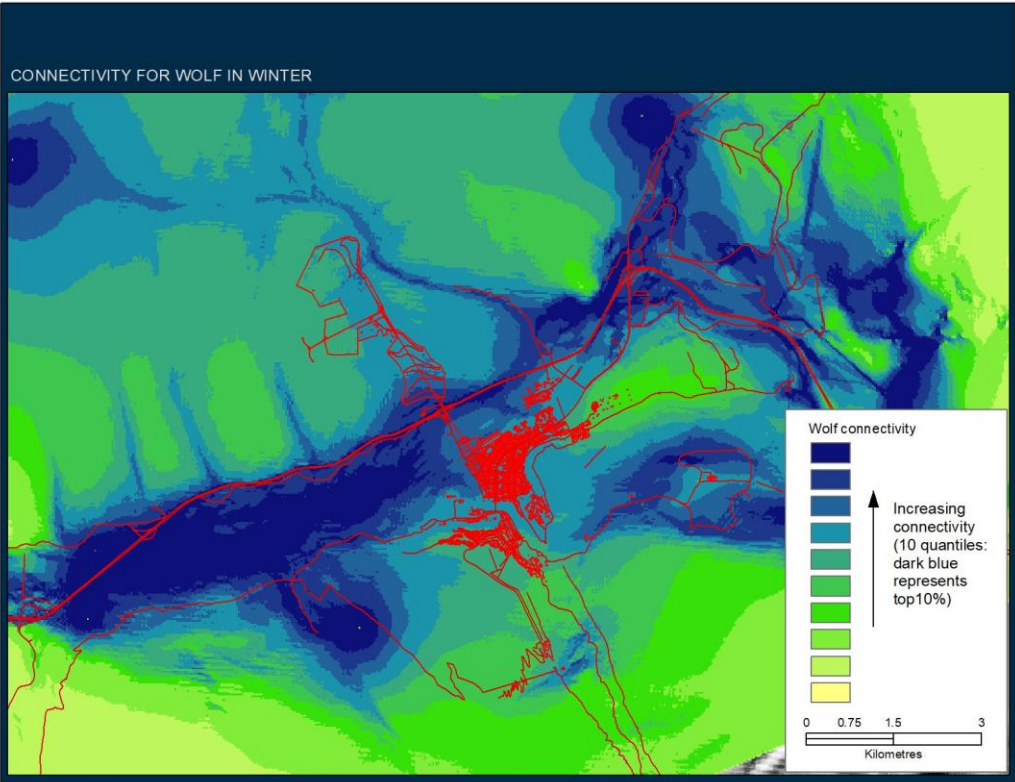 CONNECTIVITY FOR WOLF IN WINTER
Wolf connectivity
Increasing
connectivity
(10 quantiles:
dark blue
represents
top10%)
0 0.75 1.5 3
Kilometres